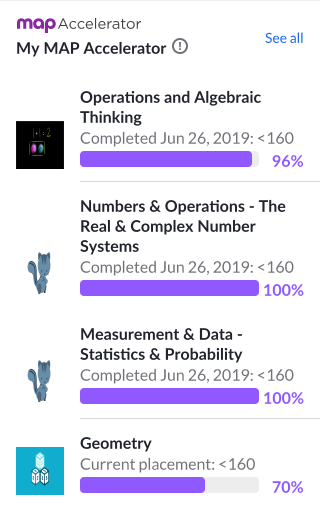 map Accelerator
My MAP Accelerator
See all
Operations and Algebraic
Thinking
Completed Jun 26, 2019: <160
96%
Numbers & Operations - The
Real & Complex Number
Systems
Completed Jun 26, 2019: <160
100%
Measurement & Data -
Statistics & Probability
Completed Jun 26, 2019: <160
100%
Geometry
Current placement: <160
70%